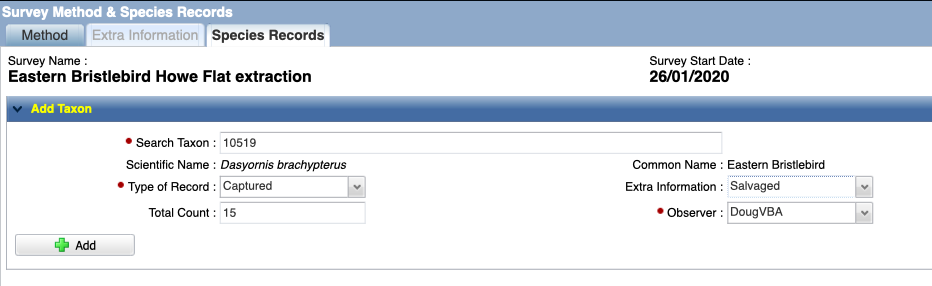 Survey Method & Species Records
Method Extra Information Species Records
Survey Name : Survey Start Date :
Eastern Bristlebird Howe Flat extraction 26/01/2020
Add Taxon
• Search Taxon : 10519
Scientific Name : Dasyornis brachypterus Common Name : Eastern Bristlebird
• Type of Record : Captured Extra Information : Salvaged
Total Count : 15 • Observer : DougVBA
Add